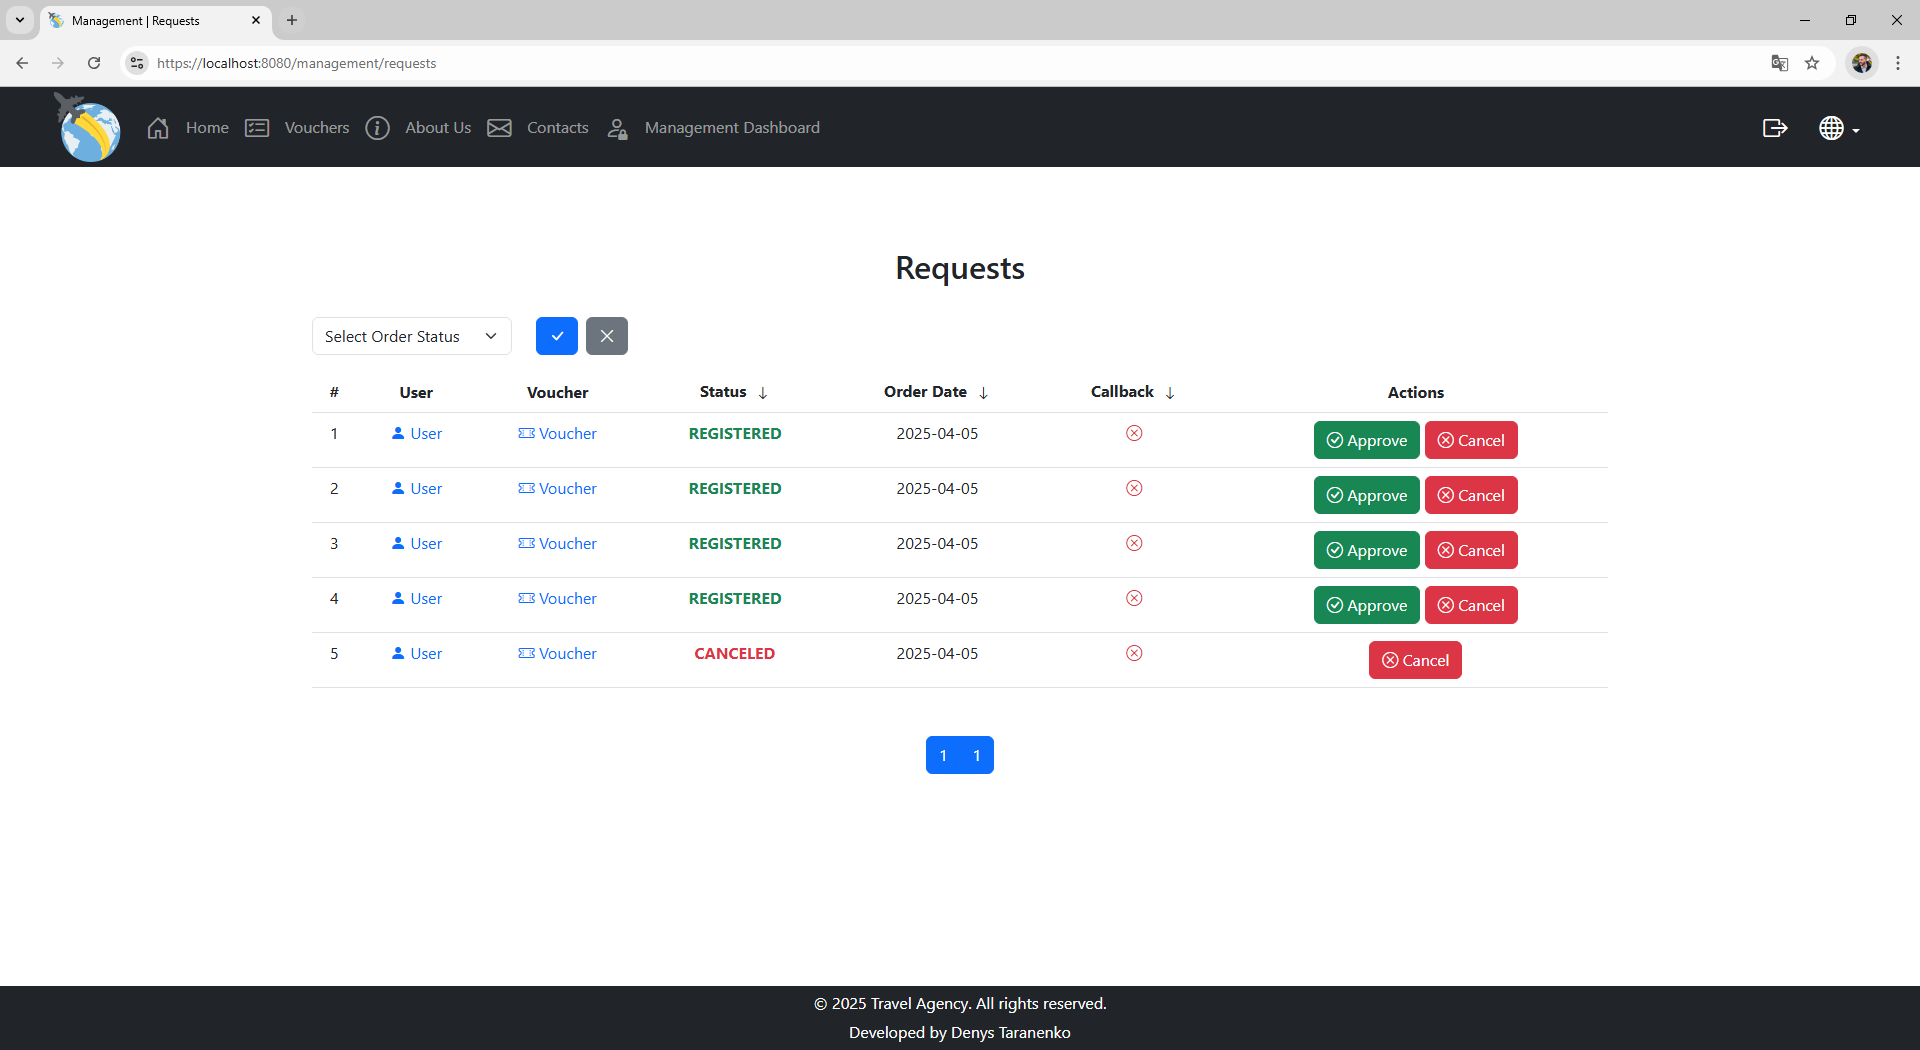 Management | Requests
https://localhost:8080/management/requests
Home Vouchers About Us Contacts Management Dashboard
Requests
Select Order Status
# User Voucher Status Order Date Callback Actions
1 User Voucher REGISTERED 2025-04-05 Approve Cancel
2 User Voucher REGISTERED 2025-04-05 Approve Cancel
3 User Voucher REGISTERED 2025-04-05 Approve Cancel
4 User Voucher REGISTERED 2025-04-05 Approve Cancel
5 User Voucher CANCELED 2025-04-05 Cancel
1 1
© 2025 Travel Agency. All rights reserved.
Developed by Denys Taranenko